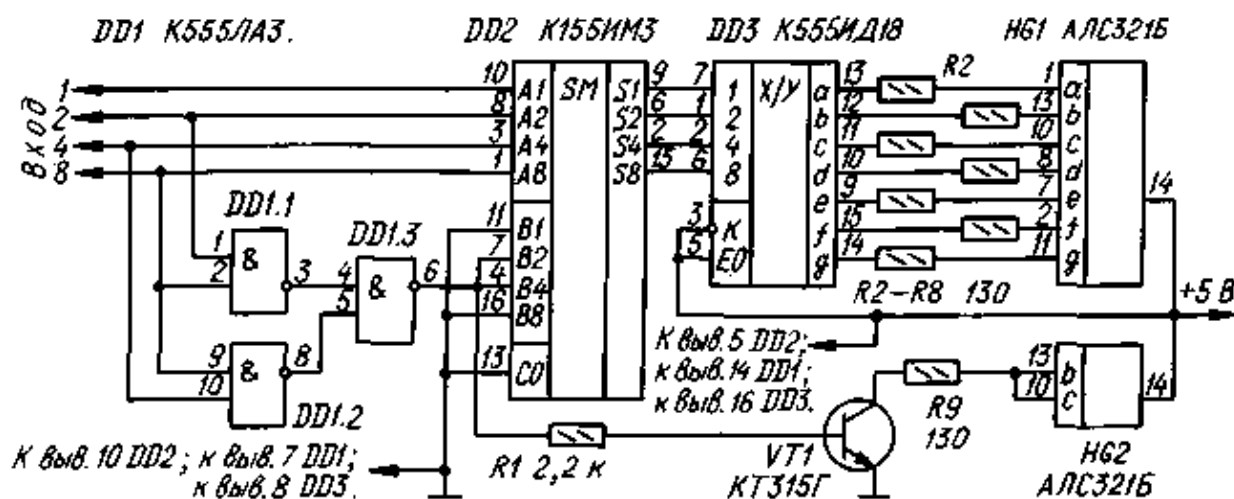 DD1 К555ЛА3. DD2 К155ИМ3 DD3 К555ИД18 HG1 АЛС321Б
ВХОД
1 10 A1 SM S1 9 7 1 X/Y a 13 R2 1 a
2 8 A2 S2 6 1 2 b 12 13 b
4 3 A4 S4 2 2 4 c 11 10 c
8 1 A8 S8 15 6 8 d 10 8 d
e 9 7 e 14
f 15 2 f
g 14 11 g
DD1.1
1 & 3
2
DD1.3
4 & 6
5
11 B1
7 B2
4 B4
16 B8
13 C0
3 K
5 E0
R2–R8 130
+5 В
9 & 8
10
DD1.2
К выв.5 DD2;
к выв.14 DD1;
к выв.16 DD3.
13 b 14
10 c
R9
130
HG2
АЛС321Б
VT1
КТ315Г
R1 2,2 к
К выв.10 DD2; к выв.7 DD1;
к выв.8 DD3.